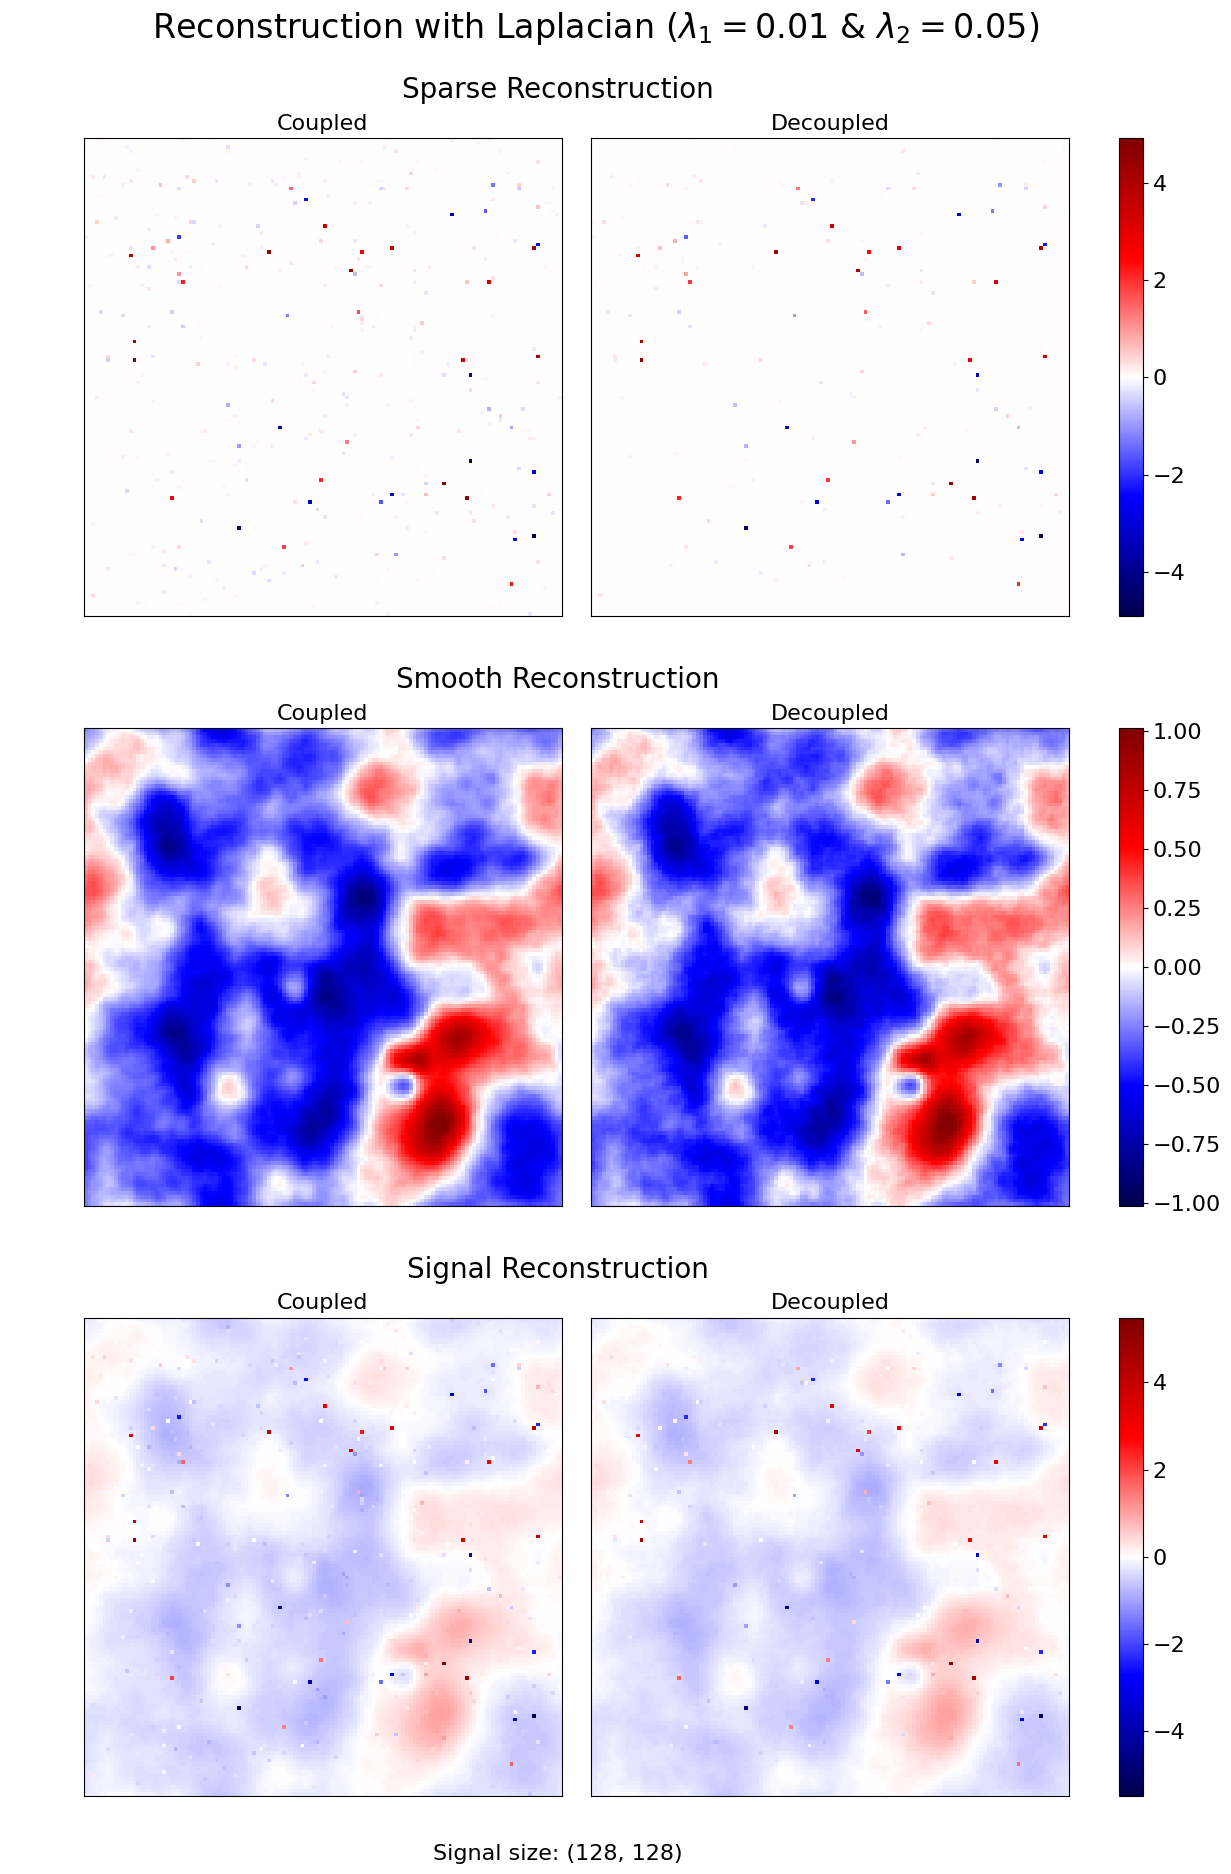 Reconstruction with Laplacian (λ₁ = 0.01 & λ₂ = 0.05)
Sparse Reconstruction
Coupled
Decoupled
4
2
0
−2
−4
Smooth Reconstruction
Coupled
Decoupled
1.00
0.75
0.50
0.25
0.00
−0.25
−0.50
−0.75
−1.00
Signal Reconstruction
Coupled
Decoupled
4
2
0
−2
−4
Signal size: (128, 128)